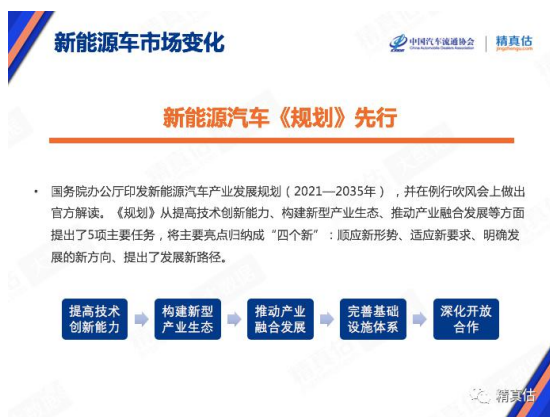 新能源车市场变化
中国汽车流通协会
China Automobile Dealers Association
精真估
jingzhengu.com
新能源汽车《规划》先行
• 国务院办公厅印发新能源汽车产业发展规划（2021—2035年），并在例行吹风会上做出
官方解读。《规划》从提高技术创新能力、构建新型产业生态、推动产业融合发展等方面
提出了5项主要任务，将主要亮点归纳成“四个新”：顺应新形势、适应新要求、明确发
展的新方向、提出了发展新路径。
提高技术
创新能力
构建新型
产业生态
推动产业
融合发展
完善基础
设施体系
深化开放
合作
精真估